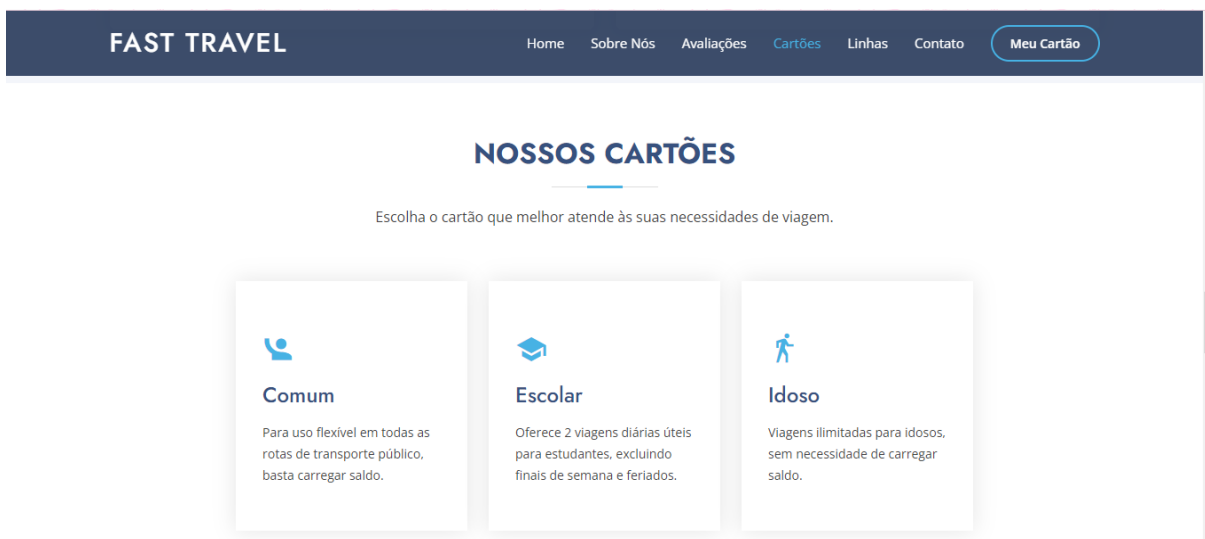 FAST TRAVEL
Home Sobre Nós Avaliações Cartões Linhas Contato Meu Cartão
NOSSOS CARTÕES
Escolha o cartão que melhor atende às suas necessidades de viagem.
Comum
Para uso flexível em todas as
rotas de transporte público,
basta carregar saldo.
Escolar
Oferece 2 viagens diárias úteis
para estudantes, excluindo
finais de semana e feriados.
Idoso
Viagens ilimitadas para idosos,
sem necessidade de carregar
saldo.